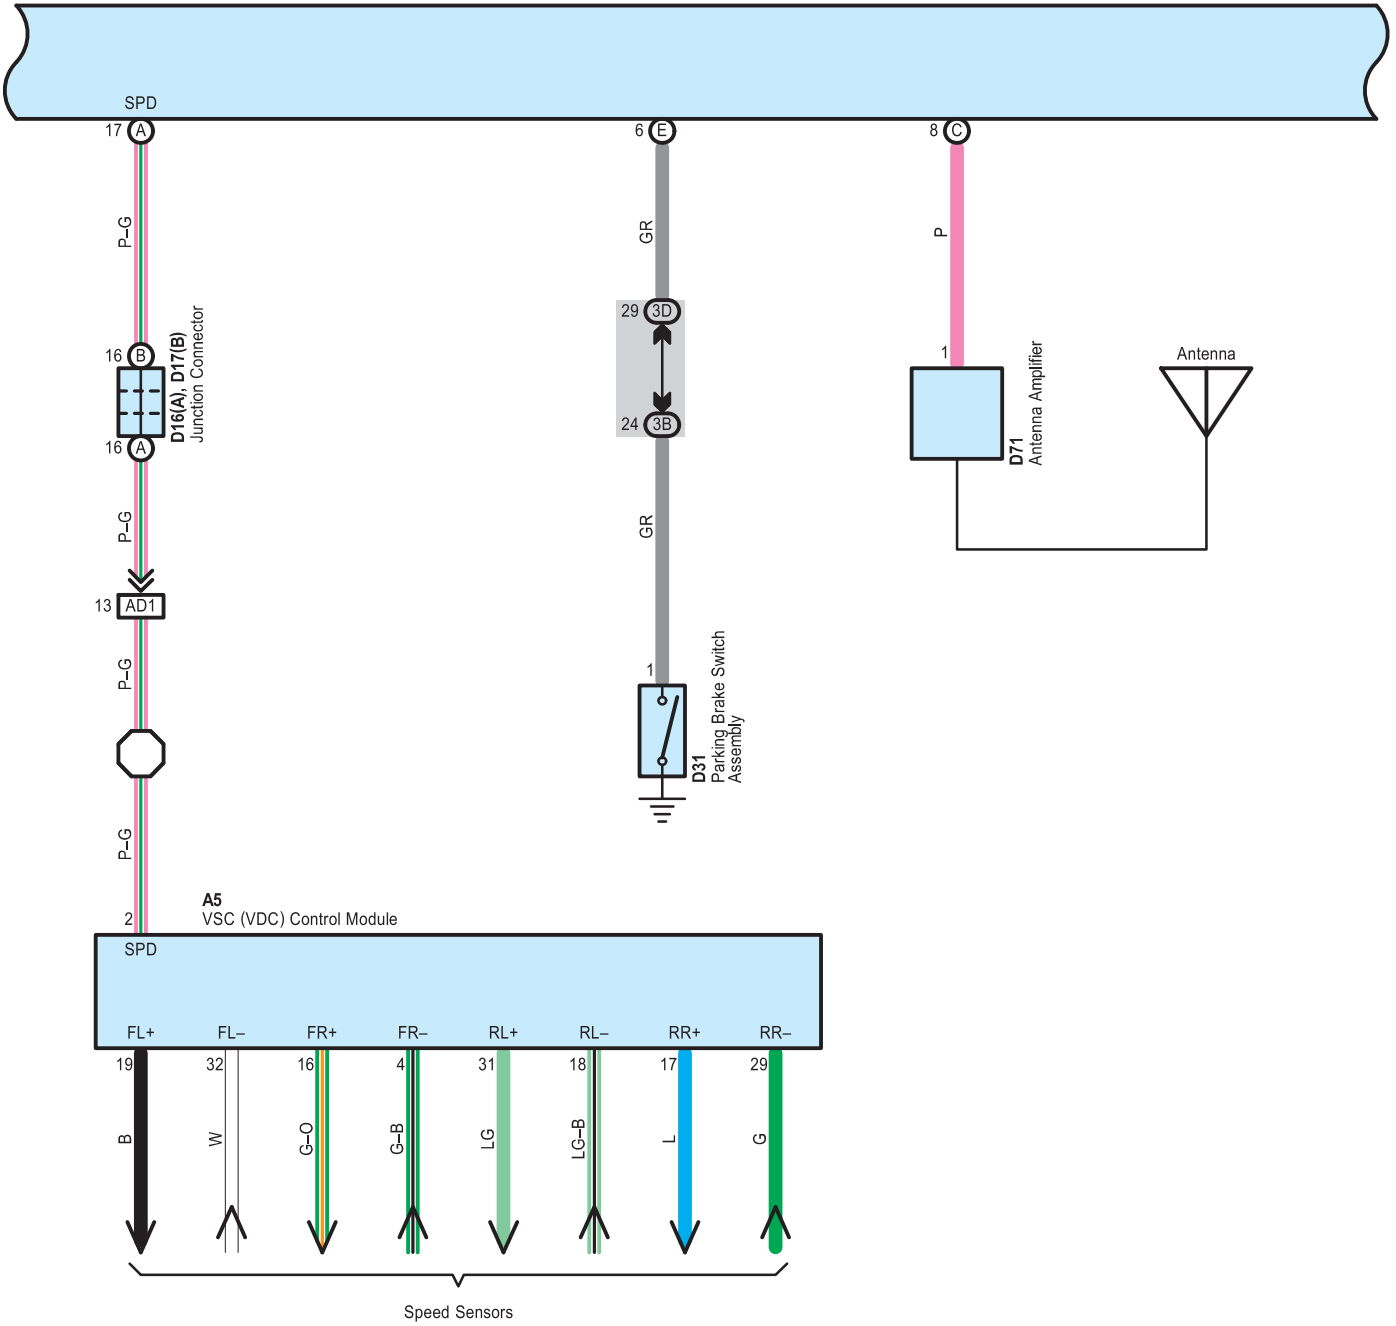 SPD
17 A
6 E
8 C
P–G
GR
P
16 B
D16(A), D17(B)
Junction Connector
16 A
29 3D
24 3B
1
D71
Antenna Amplifier
Antenna
P–G
GR
13 AD1
P–G
1
D31
Parking Brake Switch
Assembly
P–G
A5
VSC (VDC) Control Module
2
SPD
FL+ FL– FR+ FR– RL+ RL– RR+ RR–
19 32 16 4 31 18 17 29
B W G–O G–B LG LG–B L G
Speed Sensors